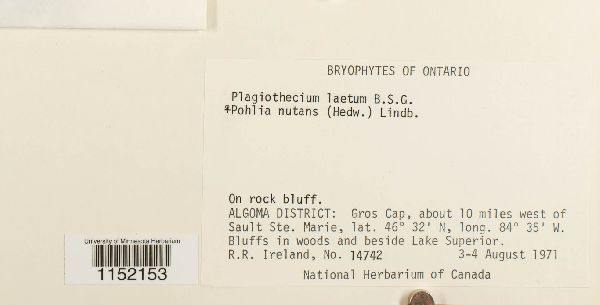 BRYOPHYTES OF ONTARIO
Plagiothecium laetum B.S.G.
*Pohlia nutans (Hedw.) Lindb.
On rock bluff.
ALGOMA DISTRICT: Gros Cap, about 10 miles west of
Sault Ste. Marie, lat. 46° 32' N, long. 84° 35' W.
Bluffs in woods and beside Lake Superior.
R.R. Ireland, No. 14742 3-4 August 1971
National Herbarium of Canada
University of Minnesota Herbarium
1152153